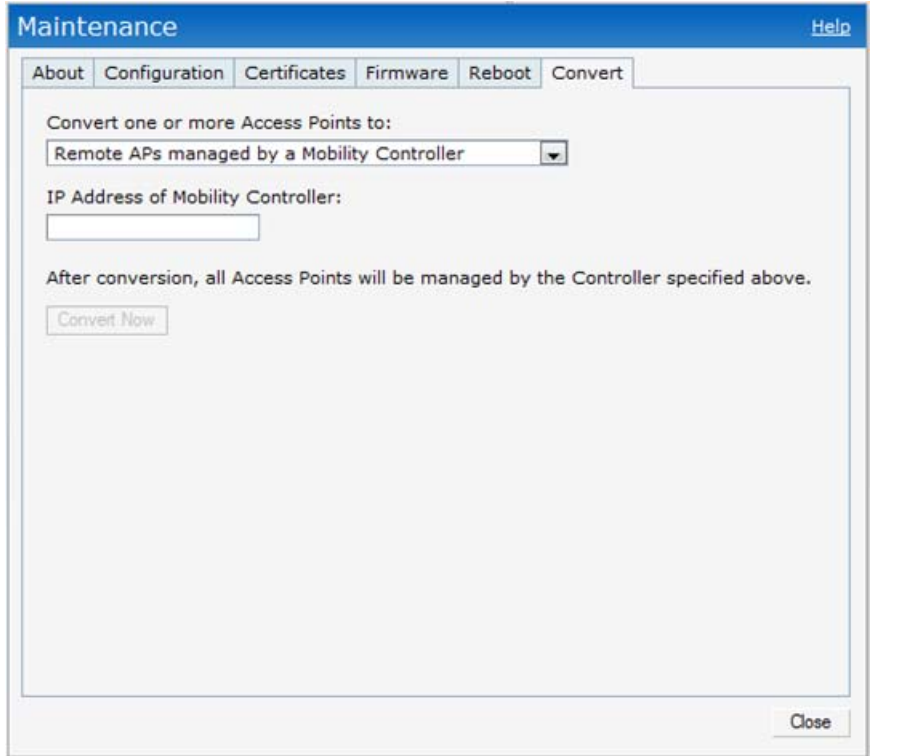 Maintenance
Help
About Configuration Certificates Firmware Reboot Convert
Convert one or more Access Points to:
Remote APs managed by a Mobility Controller
IP Address of Mobility Controller:
After conversion, all Access Points will be managed by the Controller specified above.
Convert Now
Close